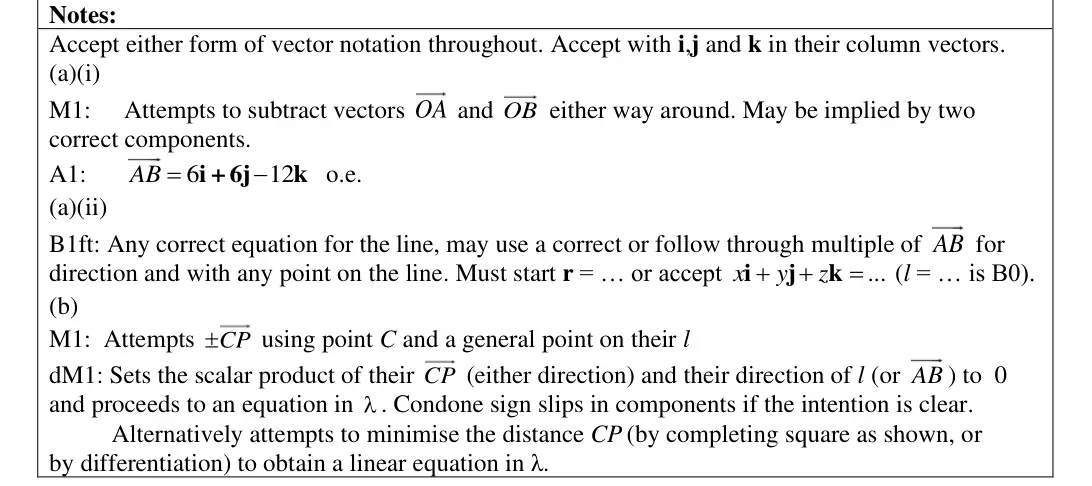 Notes:
Accept either form of vector notation throughout. Accept with i,j and k in their column vectors.
(a)(i)
M1: Attempts to subtract vectors $\overrightarrow{OA}$ and $\overrightarrow{OB}$ either way around. May be implied by two
correct components.
A1: $\overrightarrow{AB}$ = 6i + 6j − 12k o.e.
(a)(ii)
B1ft: Any correct equation for the line, may use a correct or follow through multiple of $\overrightarrow{AB}$ for
direction and with any point on the line. Must start r = … or accept xi + yj + zk = ... (l = … is B0).
(b)
M1: Attempts ±$\overrightarrow{CP}$ using point C and a general point on their l
dM1: Sets the scalar product of their $\overrightarrow{CP}$ (either direction) and their direction of l (or $\overrightarrow{AB}$) to 0
and proceeds to an equation in λ. Condone sign slips in components if the intention is clear.
Alternatively attempts to minimise the distance CP (by completing square as shown, or
by differentiation) to obtain a linear equation in λ.